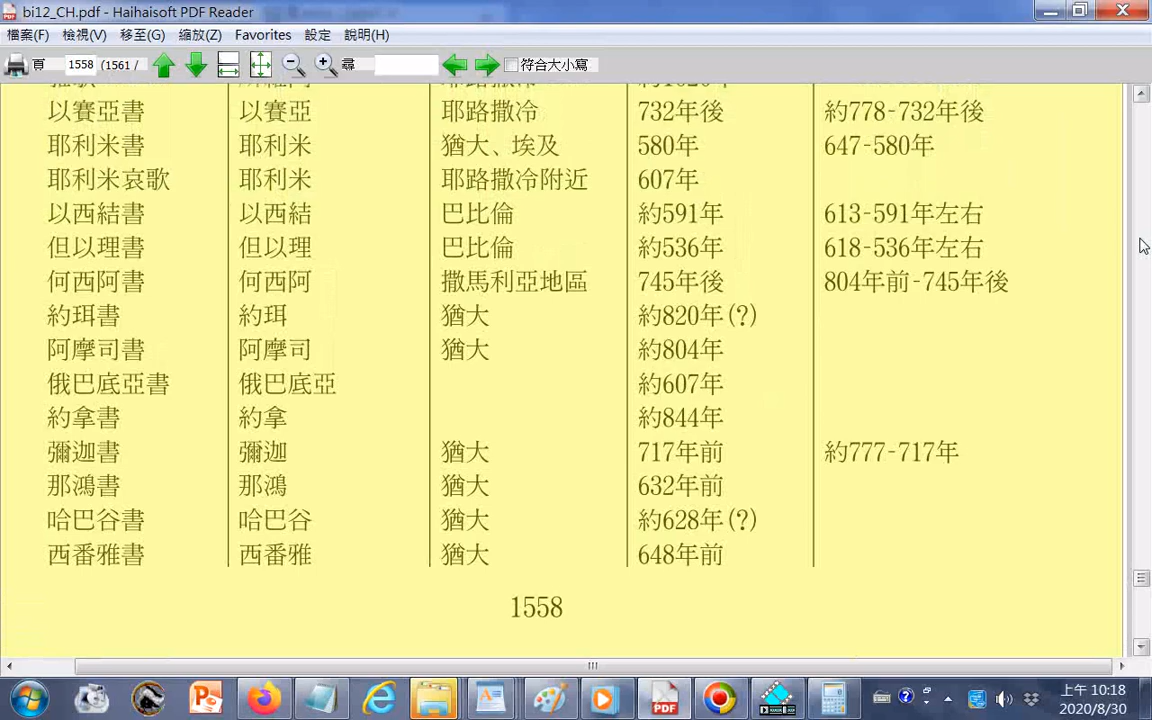 bi12_CH.pdf - Haihaisoft PDF Reader
檔案(F) 檢視(V) 移至(G) 縮放(Z) Favorites 設定 說明(H)
頁 1558 (1561 / 尋 符合大小寫
以賽亞書 以賽亞 耶路撒冷 732年後 約778-732年後
耶利米書 耶利米 猶大、埃及 580年 647-580年
耶利米哀歌 耶利米 耶路撒冷附近 607年
以西結書 以西結 巴比倫 約591年 613-591年左右
但以理書 但以理 巴比倫 約536年 618-536年左右
何西阿書 何西阿 撒馬利亞地區 745年後 804年前-745年後
約珥書 約珥 猶大 約820年(?)
阿摩司書 阿摩司 猶大 約804年
俄巴底亞書 俄巴底亞 約607年
約拿書 約拿 約844年
彌迦書 彌迦 猶大 717年前 約777-717年
那鴻書 那鴻 猶大 632年前
哈巴谷書 哈巴谷 猶大 約628年(?)
西番雅書 西番雅 猶大 648年前
1558
上午 10:18
2020/8/30